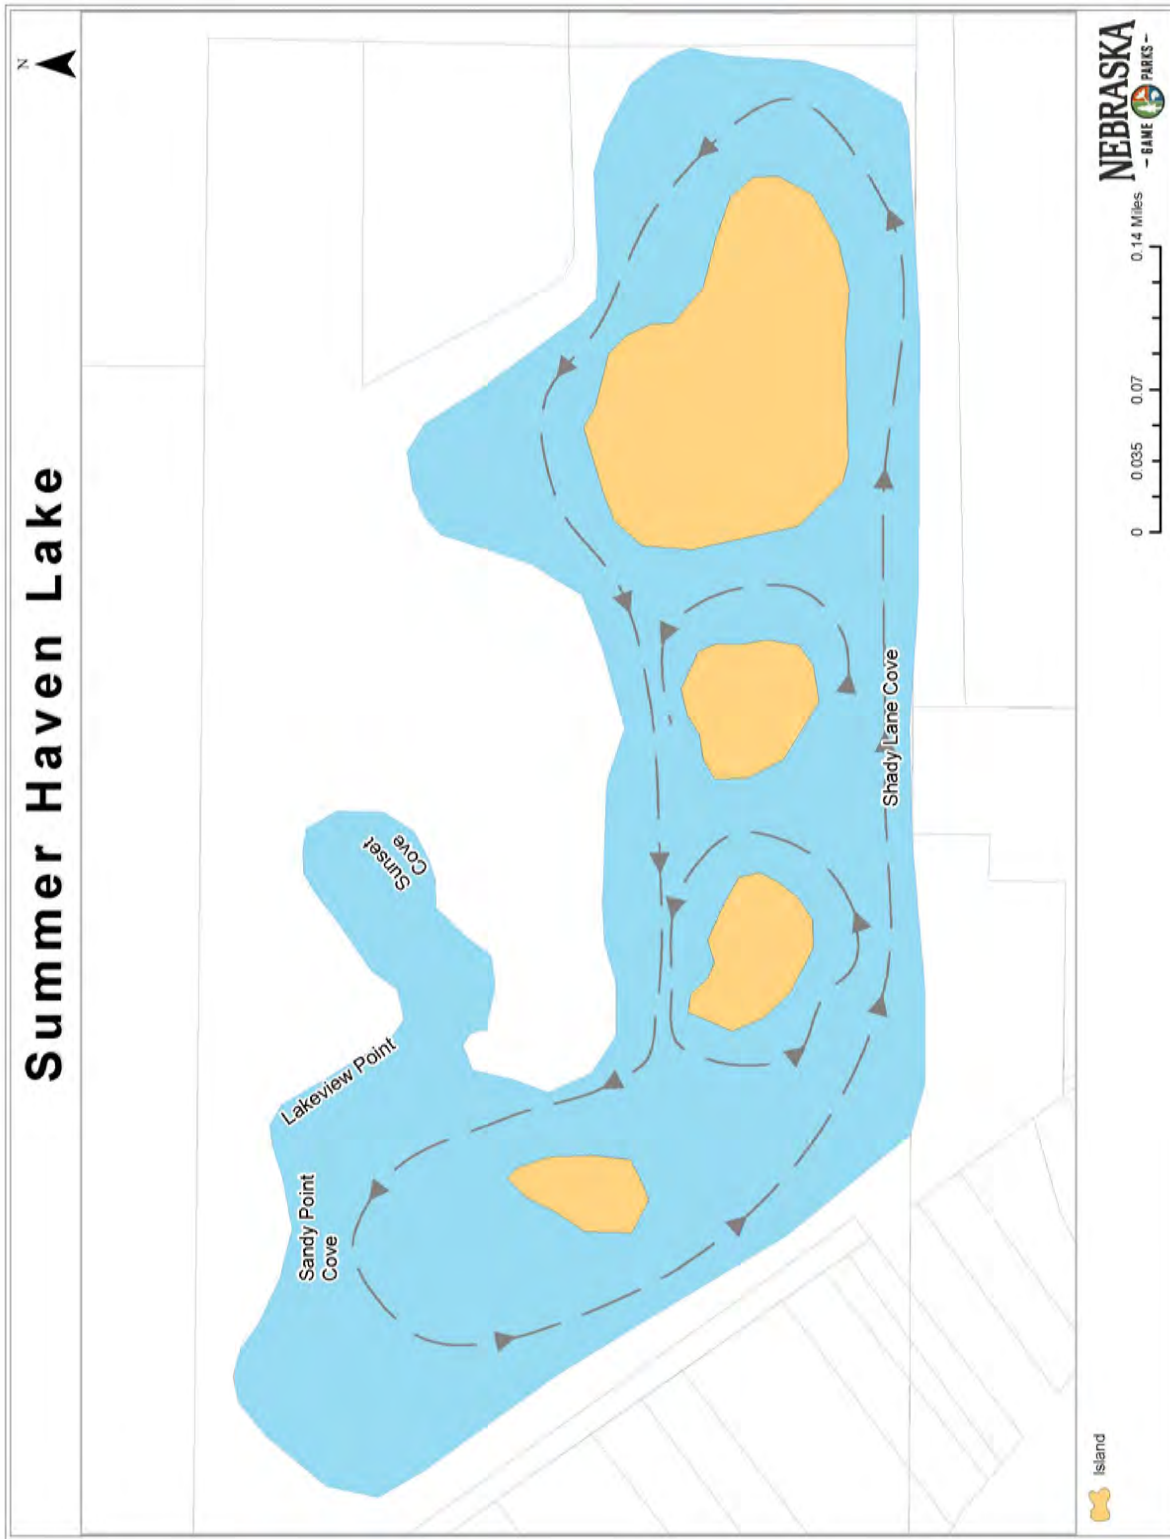 Summer Haven Lake
N
Sunset
Cove
Lakeview Point
Sandy Point
Cove
Shady Lane Cove
Island
0 0.035 0.07 0.14 Miles
NEBRASKA
- GAME PARKS -